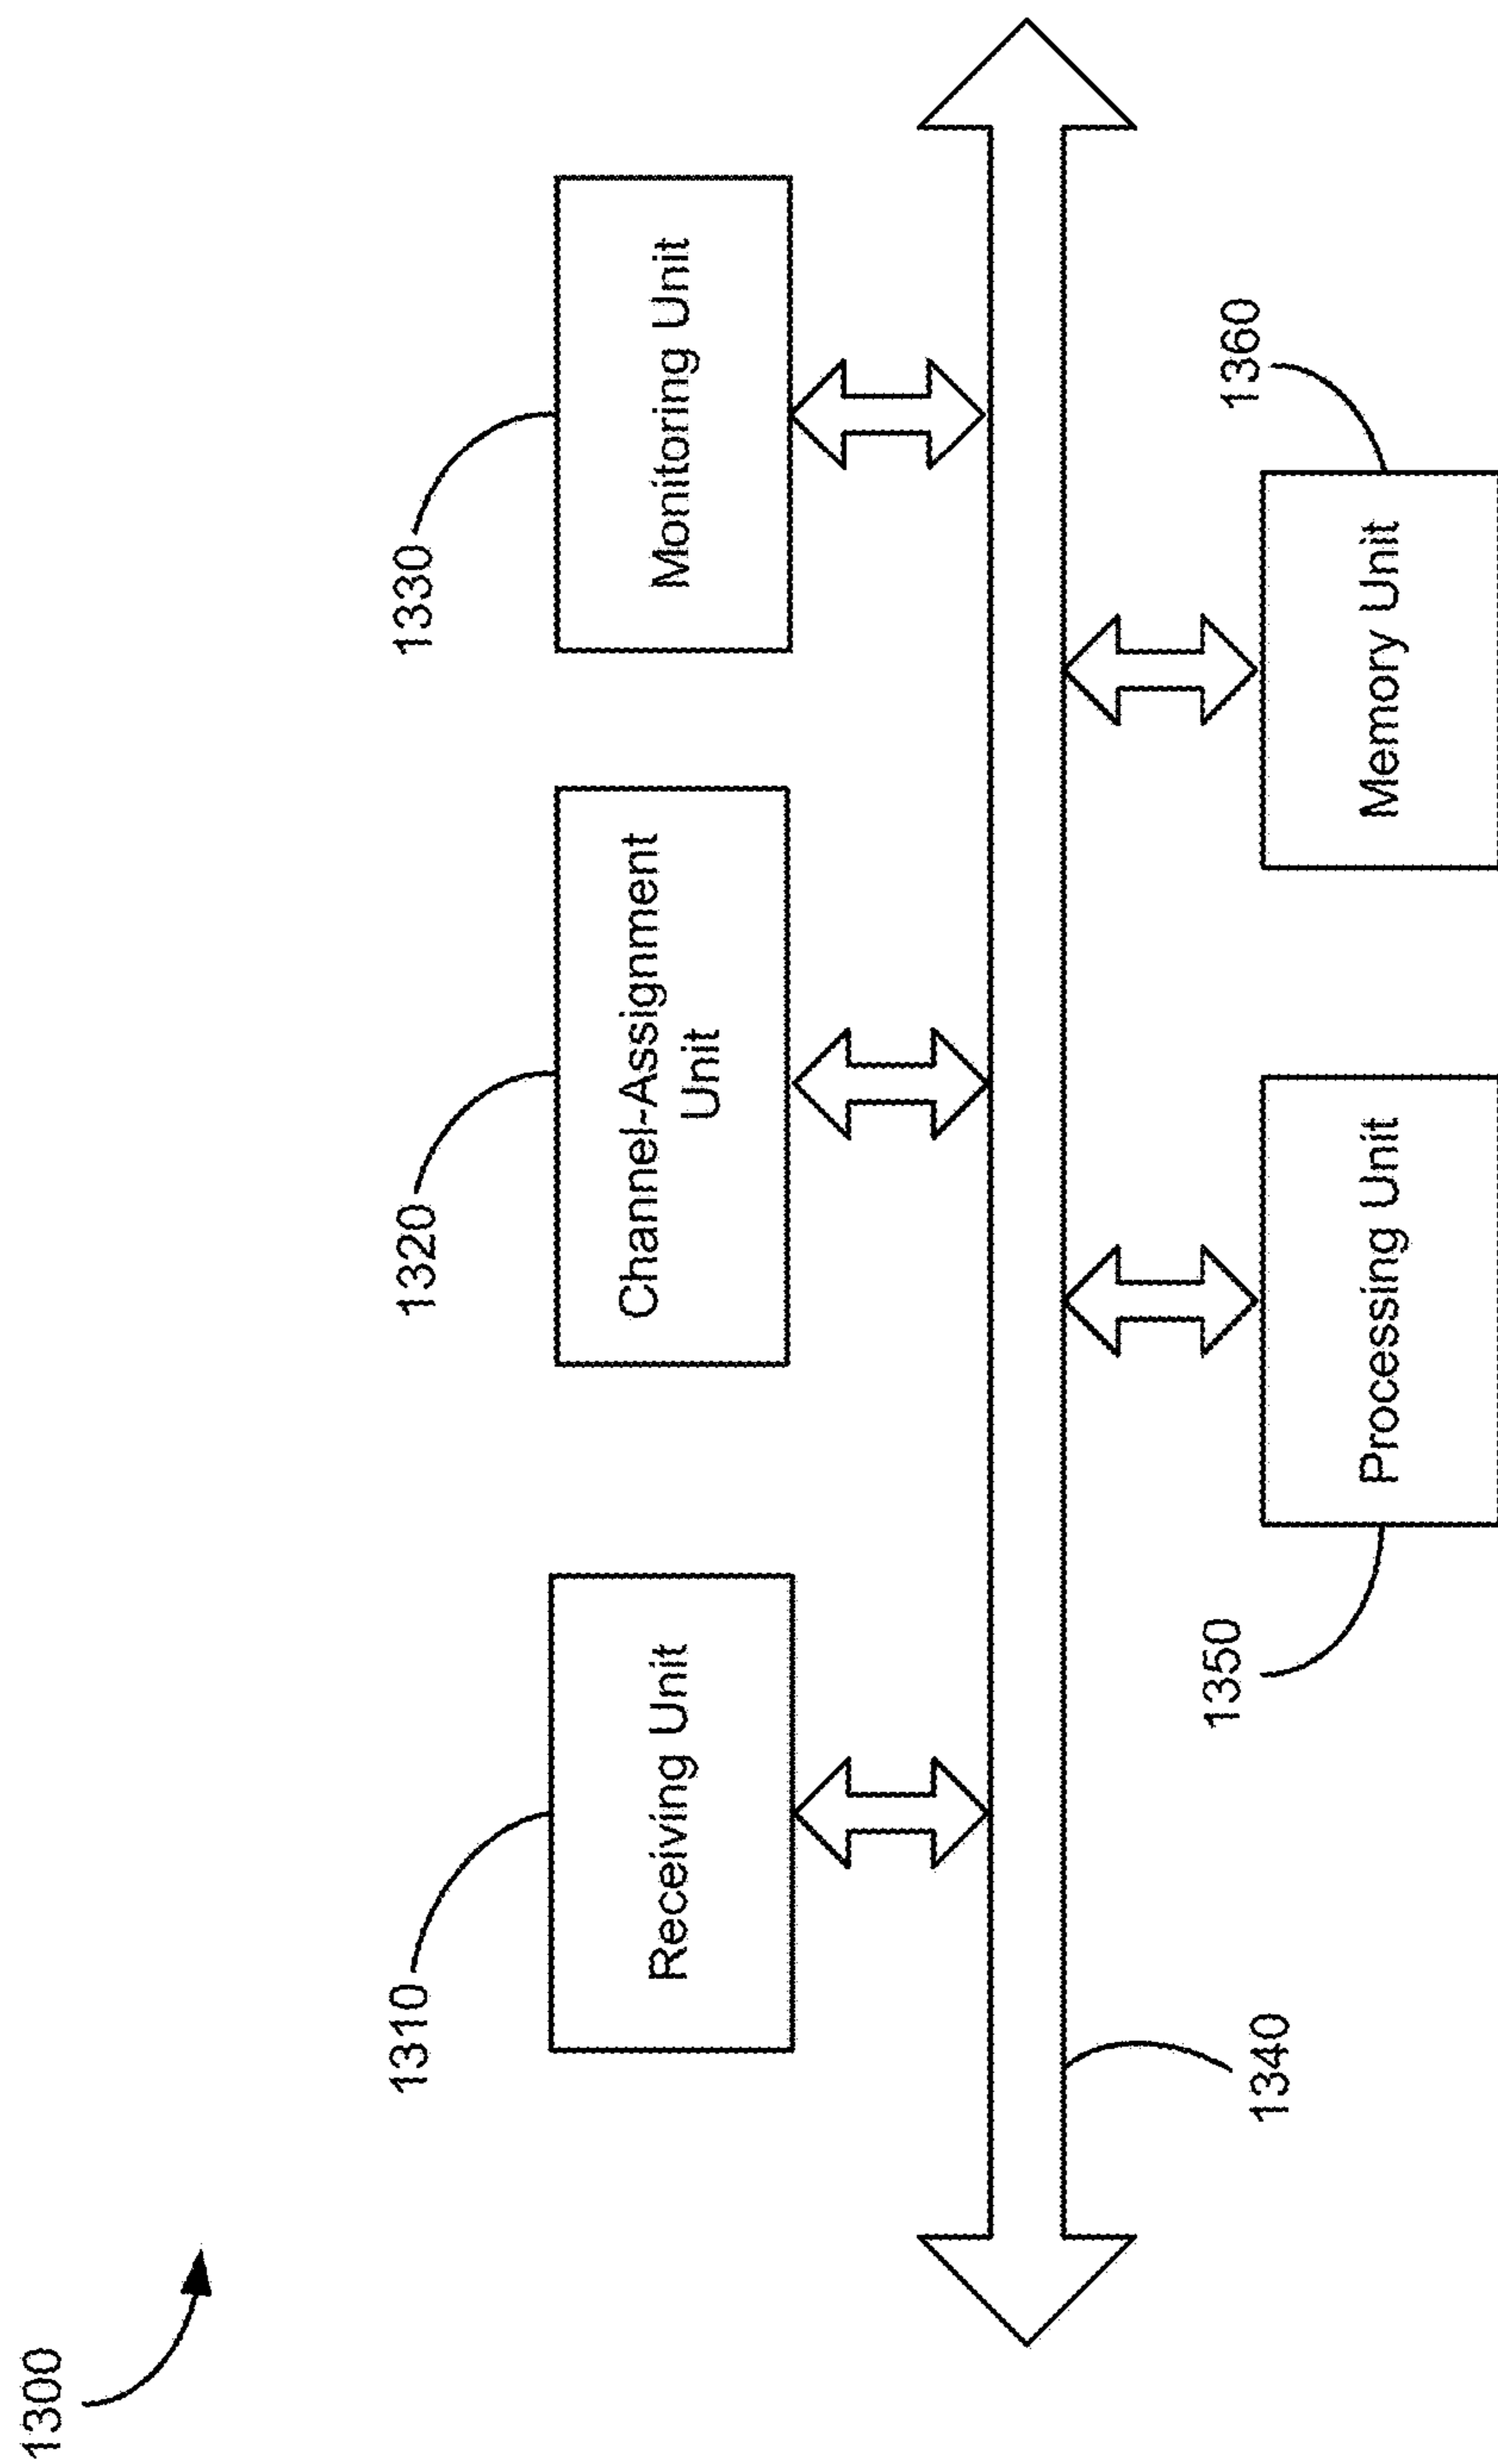 1300
1310
1320
1330
Receiving Unit
Channel-Assignment
Unit
Monitoring Unit
1340
1350
1360
Processing Unit
Memory Unit